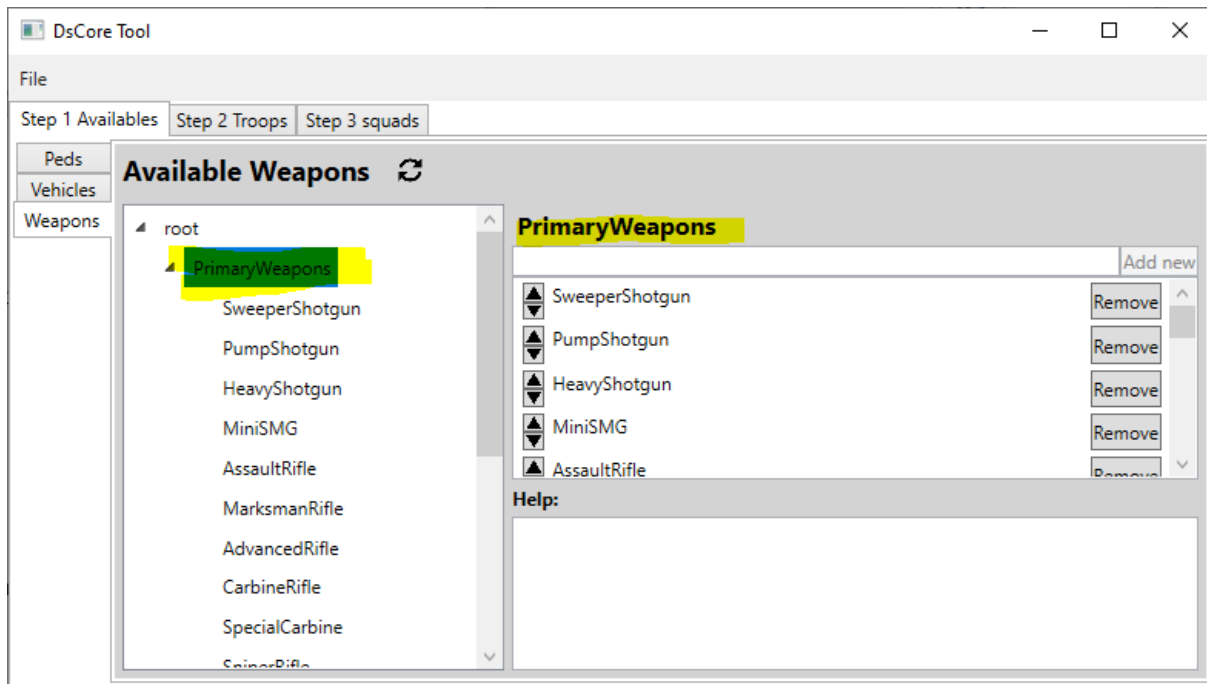 DsCore Tool
File
Step 1 Availables Step 2 Troops Step 3 squads
Peds
Vehicles
Weapons
Available Weapons
root
PrimaryWeapons
SweeperShotgun
PumpShotgun
HeavyShotgun
MiniSMG
AssaultRifle
MarksmanRifle
AdvancedRifle
CarbineRifle
SpecialCarbine
SniperRifle
PrimaryWeapons
Add new
SweeperShotgun Remove
PumpShotgun Remove
HeavyShotgun Remove
MiniSMG Remove
AssaultRifle Remove
Help: